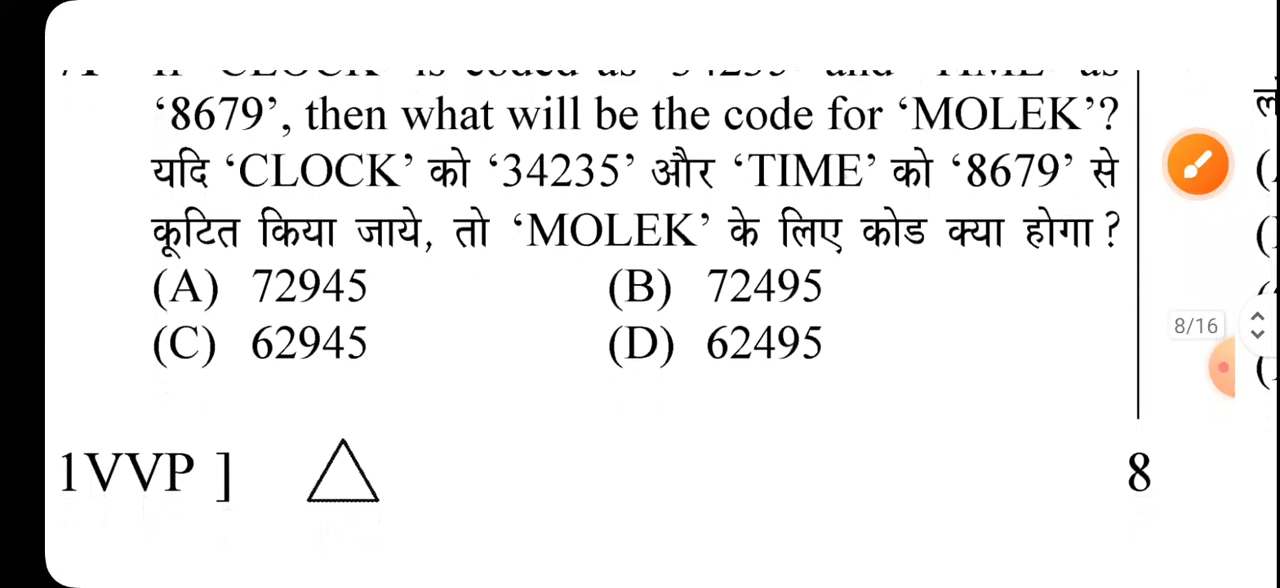 ‘8679’, then what will be the code for ‘MOLEK’?
यदि ‘CLOCK’ को ‘34235’ और ‘TIME’ को ‘8679’ से
कूटित किया जाये, तो ‘MOLEK’ के लिए कोड क्या होगा ?
(A) 72945 (B) 72495
(C) 62945 (D) 62495
8/16
1VVP ] 8